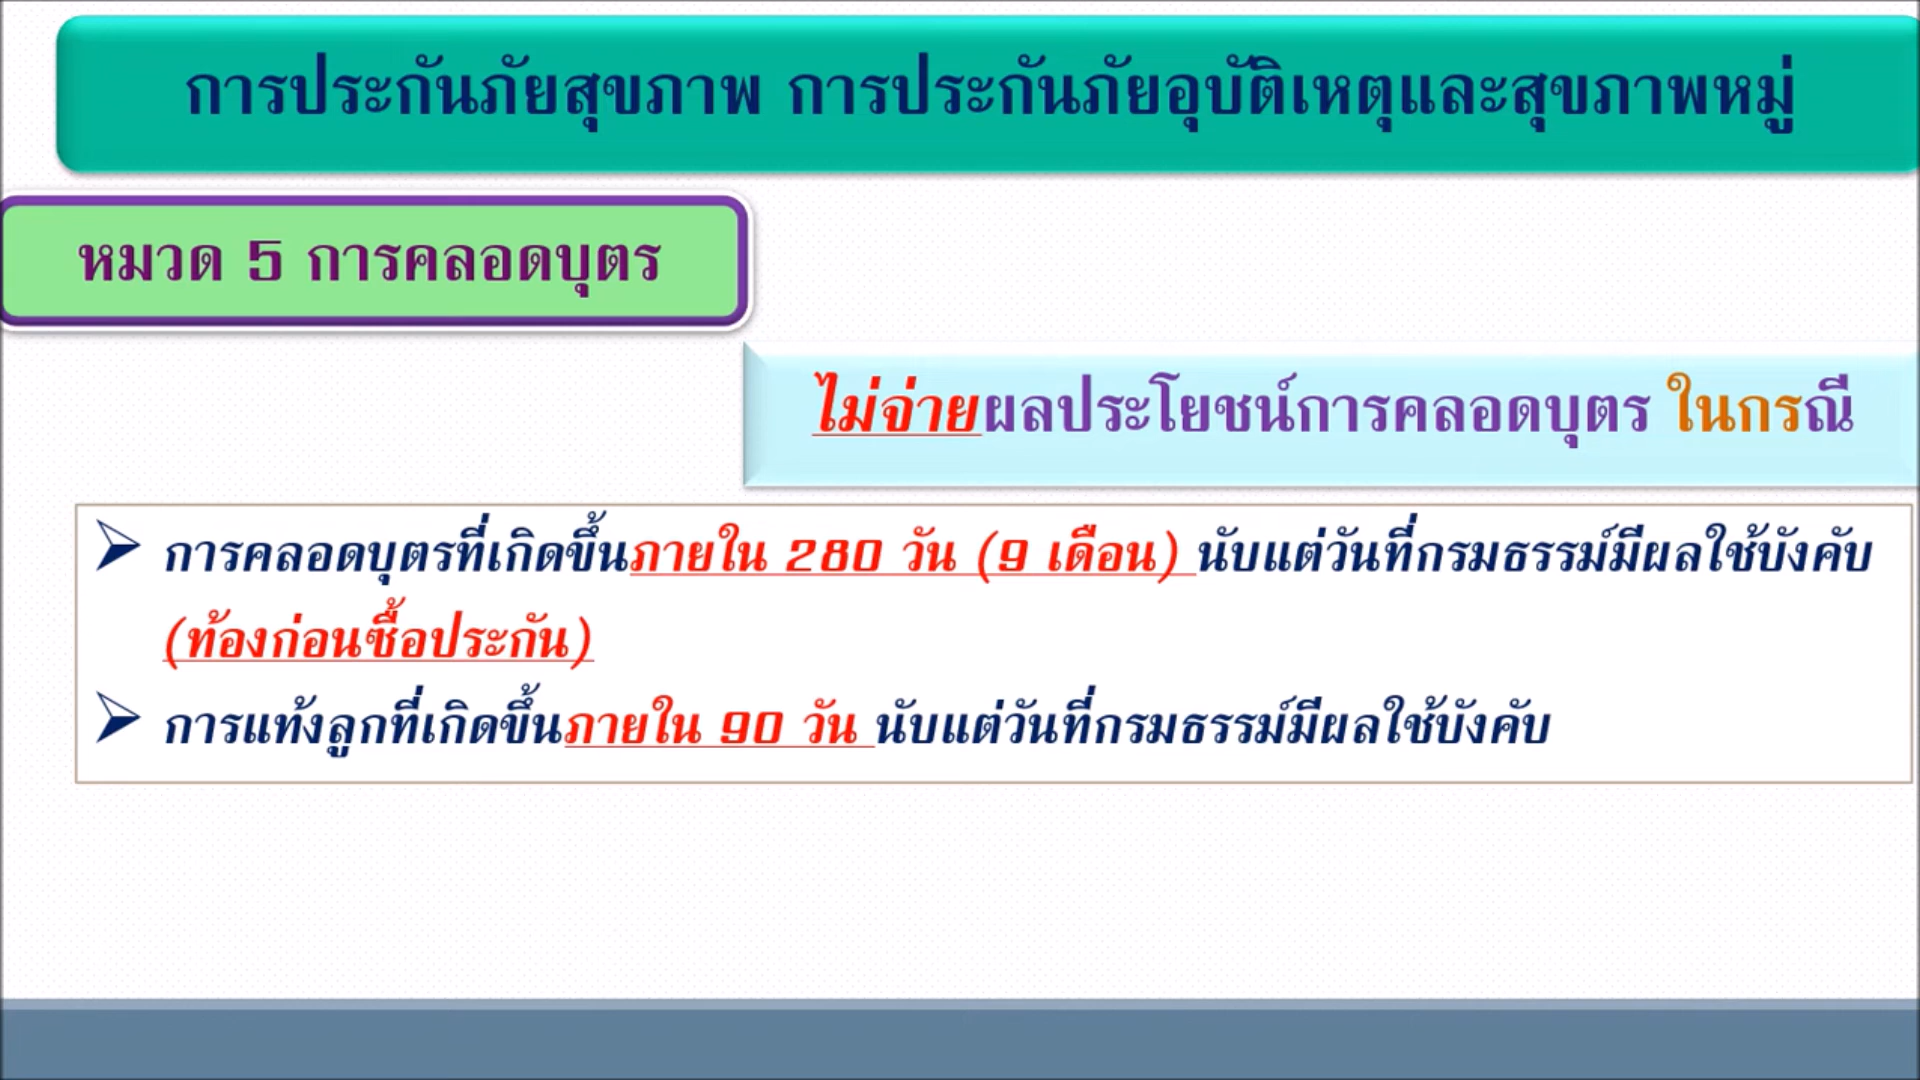 การประกันภัยสุขภาพ การประกันภัยอุบัติเหตุและสุขภาพหมู่
หมวด 5 การคลอดบุตร
ไม่จ่ายผลประโยชน์การคลอดบุตร ในกรณี
➢ การคลอดบุตรที่เกิดขึ้นภายใน 280 วัน (9 เดือน) นับแต่วันที่กรมธรรม์มีผลใช้บังคับ
(ท้องก่อนซื้อประกัน)
➢ การแท้งลูกที่เกิดขึ้นภายใน 90 วัน นับแต่วันที่กรมธรรม์มีผลใช้บังคับ